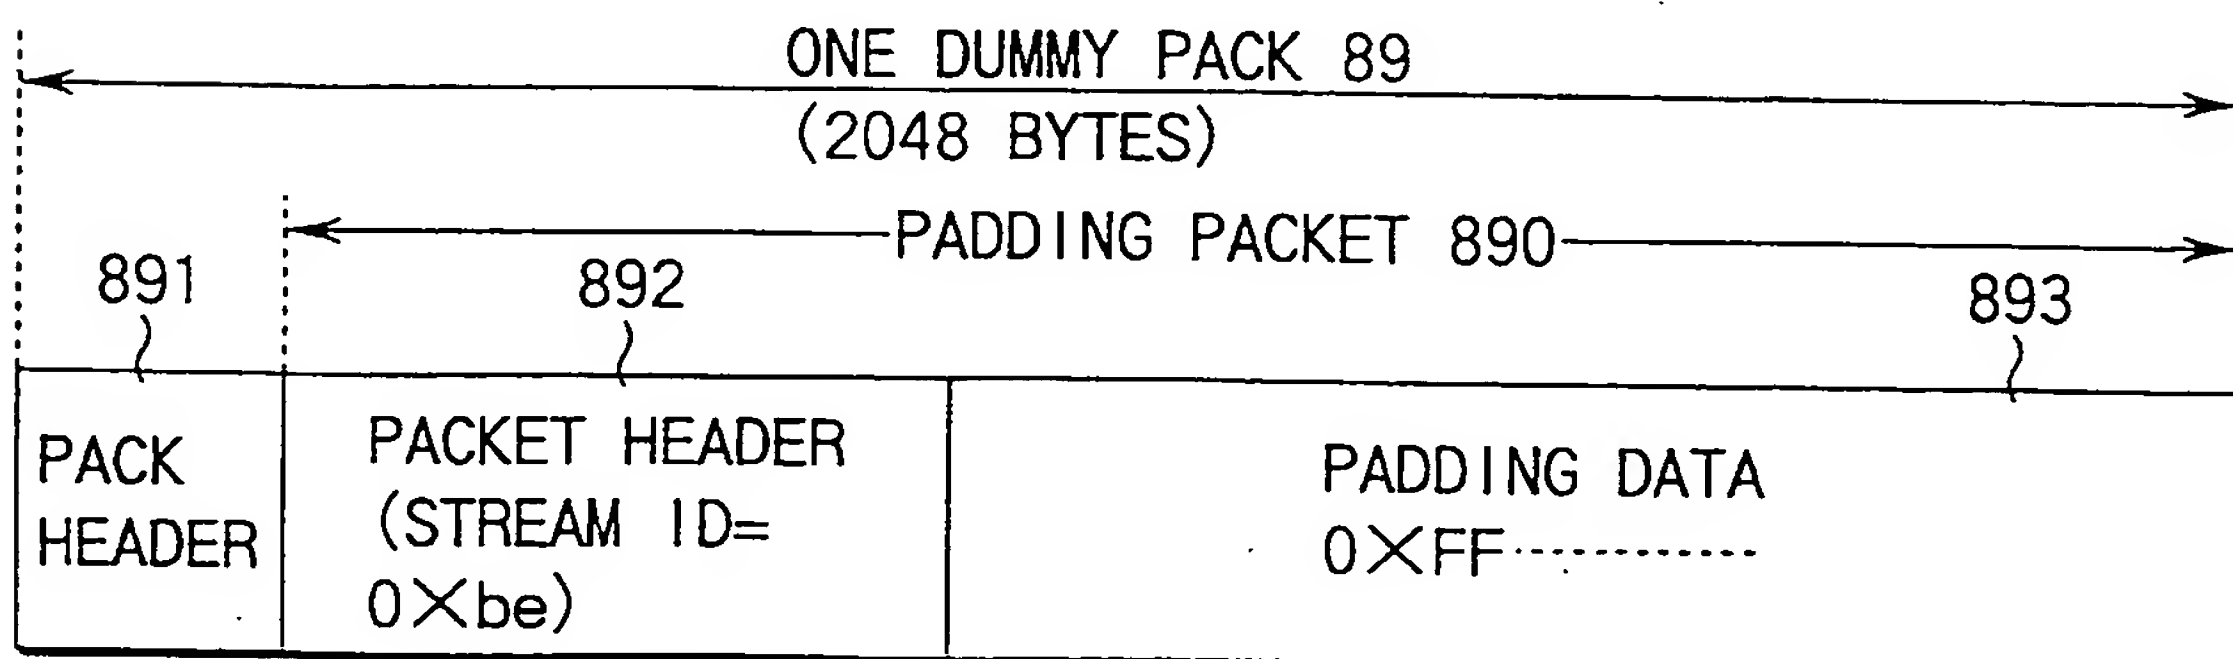 ONE DUMMY PACK 89
(2048 BYTES)
PADDING PACKET 890
891
892
893
PACK
HEADER
PACKET HEADER
(STREAM ID=
0×be)
PADDING DATA
0×FF-----------